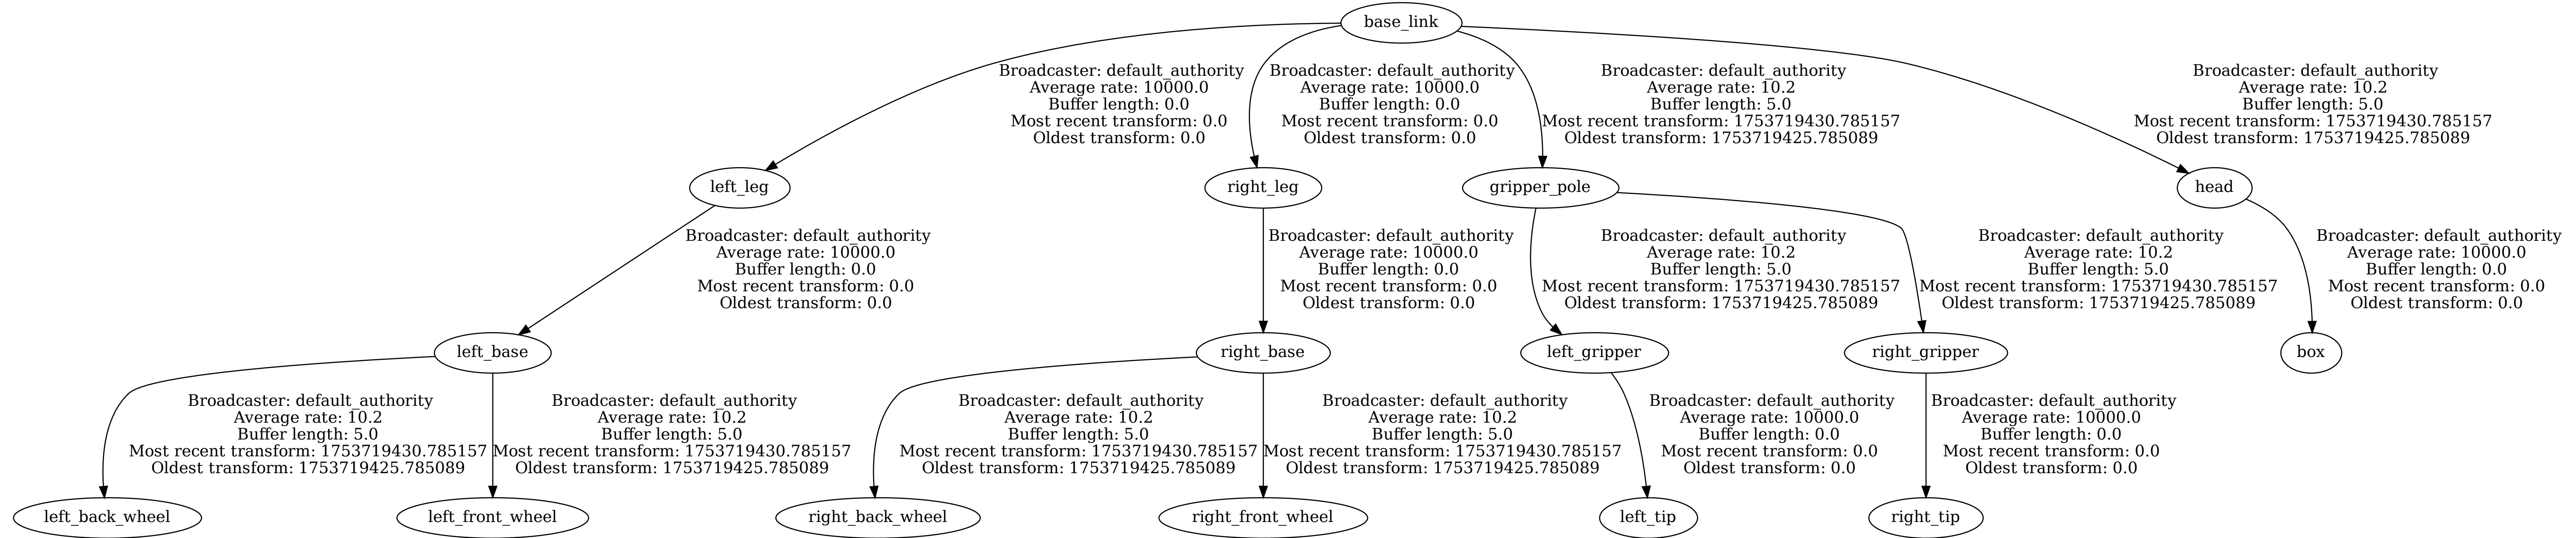 base_link
Broadcaster: default_authority
Average rate: 10000.0
Buffer length: 0.0
Most recent transform: 0.0
Oldest transform: 0.0
Broadcaster: default_authority
Average rate: 10000.0
Buffer length: 0.0
Most recent transform: 0.0
Oldest transform: 0.0
Broadcaster: default_authority
Average rate: 10.2
Buffer length: 5.0
Most recent transform: 1753719430.785157
Oldest transform: 1753719425.785089
Broadcaster: default_authority
Average rate: 10.2
Buffer length: 5.0
Most recent transform: 1753719430.785157
Oldest transform: 1753719425.785089
left_leg
right_leg
gripper_pole
head
Broadcaster: default_authority
Average rate: 10000.0
Buffer length: 0.0
Most recent transform: 0.0
Oldest transform: 0.0
Broadcaster: default_authority
Average rate: 10000.0
Buffer length: 0.0
Most recent transform: 0.0
Oldest transform: 0.0
Broadcaster: default_authority
Average rate: 10.2
Buffer length: 5.0
Most recent transform: 1753719430.785157
Oldest transform: 1753719425.785089
Broadcaster: default_authority
Average rate: 10.2
Buffer length: 5.0
Most recent transform: 1753719430.785157
Oldest transform: 1753719425.785089
Broadcaster: default_authority
Average rate: 10000.0
Buffer length: 0.0
Most recent transform: 0.0
Oldest transform: 0.0
left_base
right_base
left_gripper
right_gripper
box
Broadcaster: default_authority
Average rate: 10.2
Buffer length: 5.0
Most recent transform: 1753719430.785157
Oldest transform: 1753719425.785089
Broadcaster: default_authority
Average rate: 10.2
Buffer length: 5.0
Most recent transform: 1753719430.785157
Oldest transform: 1753719425.785089
Broadcaster: default_authority
Average rate: 10.2
Buffer length: 5.0
Most recent transform: 1753719430.785157
Oldest transform: 1753719425.785089
Broadcaster: default_authority
Average rate: 10.2
Buffer length: 5.0
Most recent transform: 1753719430.785157
Oldest transform: 1753719425.785089
Broadcaster: default_authority
Average rate: 10000.0
Buffer length: 0.0
Most recent transform: 0.0
Oldest transform: 0.0
Broadcaster: default_authority
Average rate: 10000.0
Buffer length: 0.0
Most recent transform: 0.0
Oldest transform: 0.0
left_back_wheel
left_front_wheel
right_back_wheel
right_front_wheel
left_tip
right_tip